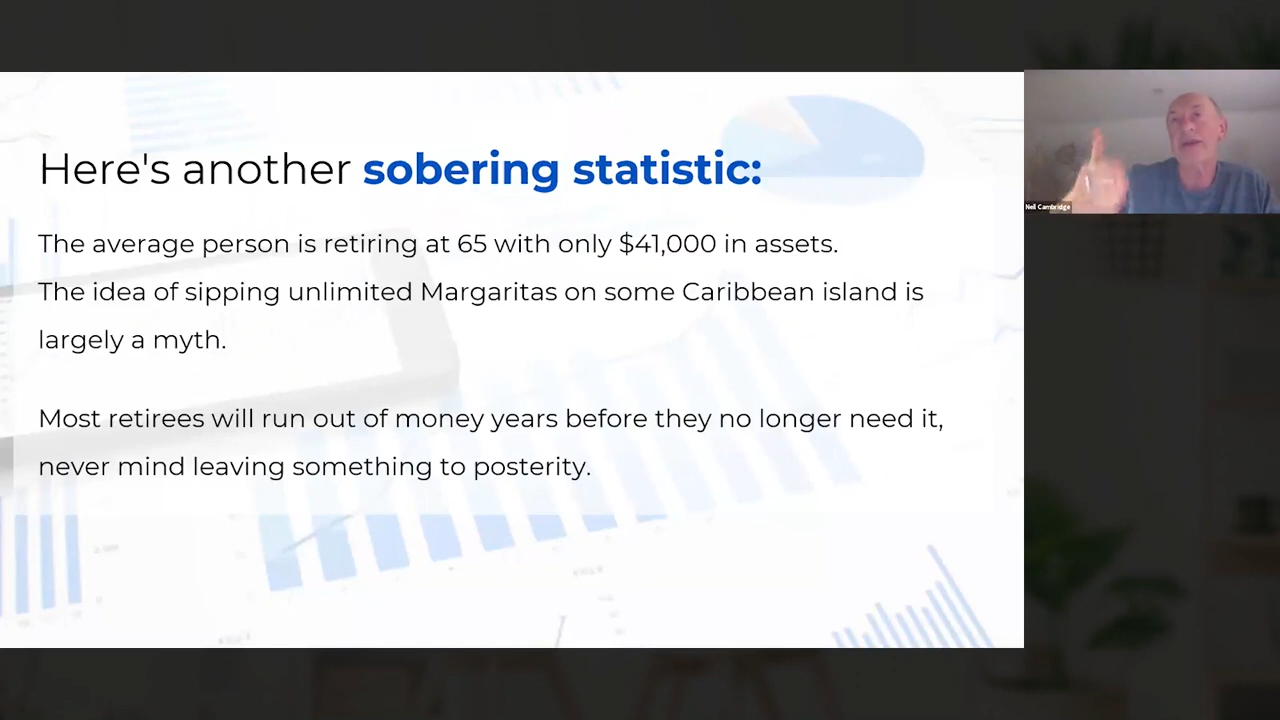 Here's another sobering statistic:
The average person is retiring at 65 with only $41,000 in assets.
The idea of sipping unlimited Margaritas on some Caribbean island is
largely a myth.
Most retirees will run out of money years before they no longer need it,
never mind leaving something to posterity.
Neil Cambridge